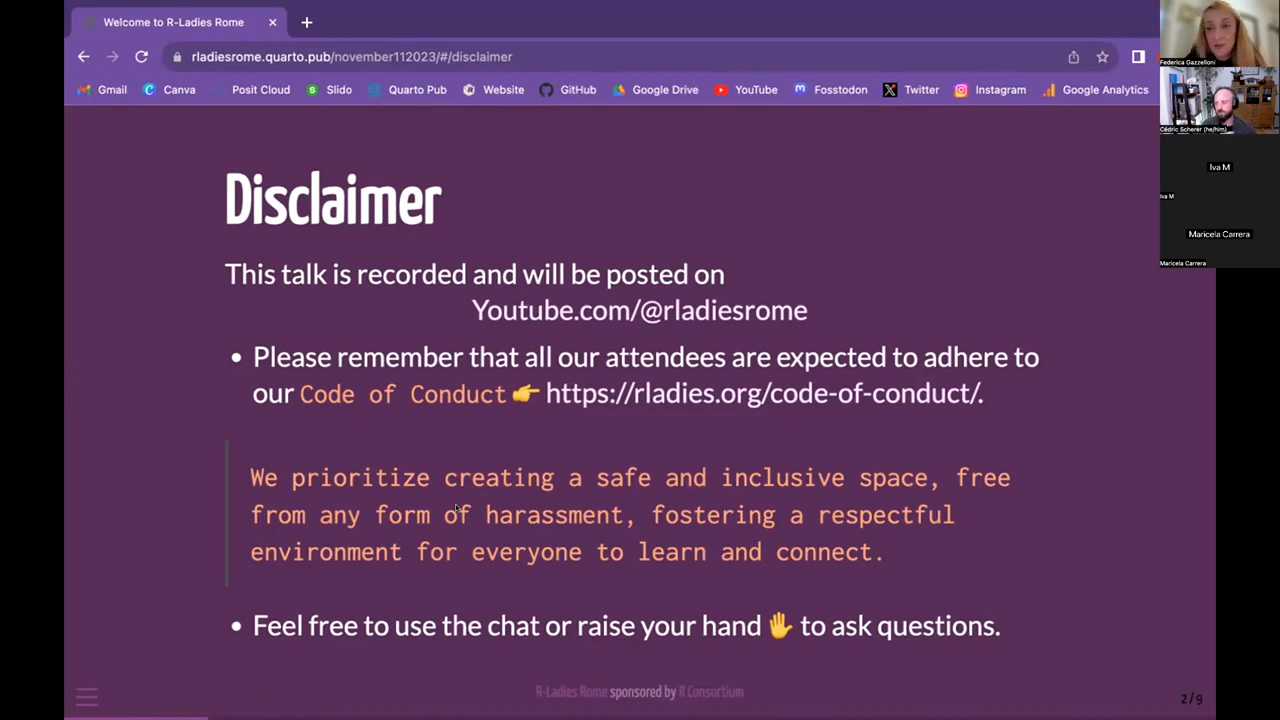 Welcome to R-Ladies Rome
rladiesrome.quarto.pub/november112023/#/disclaimer
Gmail Canva Posit Cloud Slido Quarto Pub Website GitHub Google Drive YouTube Fosstodon Twitter Instagram Google Analytics
Federica Gazzelloni
Cédric Scherer (he/him)
Iva M
Iva M
Maricela Carrera
Maricela Carrera
Disclaimer
This talk is recorded and will be posted on
Youtube.com/@rladiesrome
• Please remember that all our attendees are expected to adhere to
our Code of Conduct 👉 https://rladies.org/code-of-conduct/.
We prioritize creating a safe and inclusive space, free
from any form of harassment, fostering a respectful
environment for everyone to learn and connect.
• Feel free to use the chat or raise your hand ✋ to ask questions.
R-Ladies Rome sponsored by R Consortium
2/9